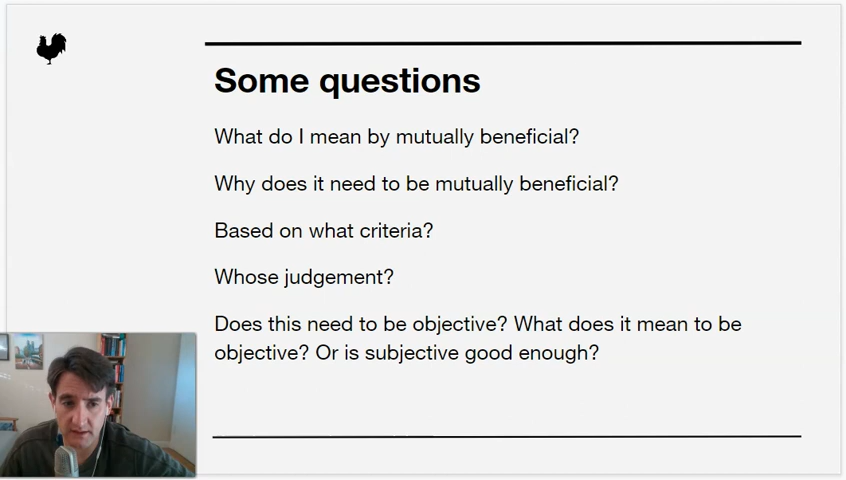 Some questions
What do I mean by mutually beneficial?
Why does it need to be mutually beneficial?
Based on what criteria?
Whose judgement?
Does this need to be objective? What does it mean to be
objective? Or is subjective good enough?